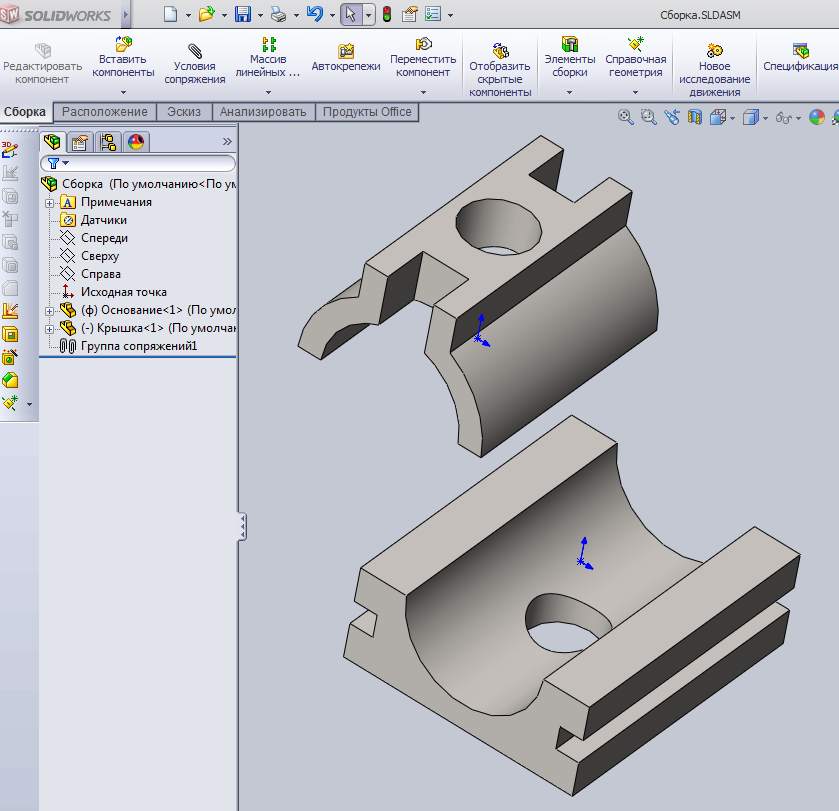 SW SOLIDWORKS
Сборка.SLDASM
Редактировать компонент
Вставить компоненты
Условия сопряжения
Массив линейных ...
Автокрепежи
Переместить компонент
Отобразить скрытые компоненты
Элементы сборки
Справочная геометрия
Новое исследование движения
Спецификация
Сборка
Расположение
Эскиз
Анализировать
Продукты Office
3D
»
Сборка (По умолчанию<По ум
A Примечания
Датчики
Спереди
Сверху
Справа
Исходная точка
(ф) Основание<1> (По умол
(-) Крышка<1> (По умолчан
Группа сопряжений1